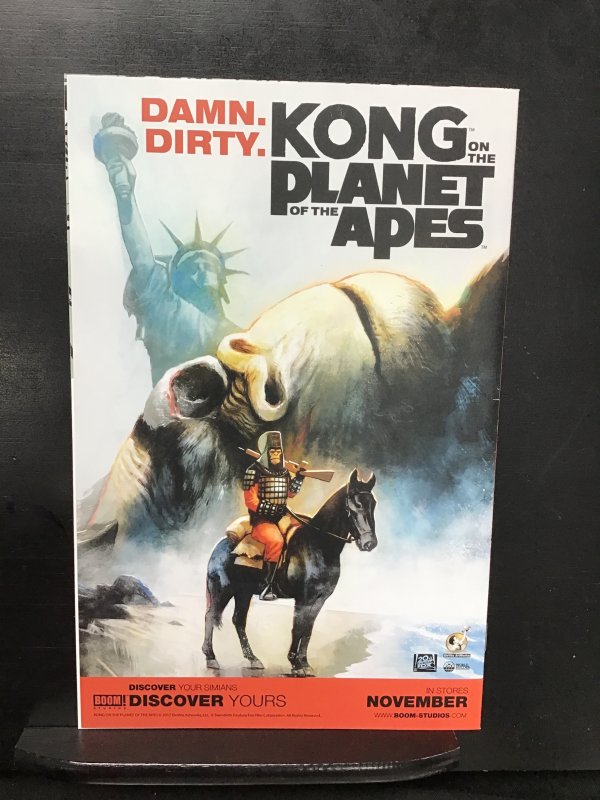 DAMN.
DIRTY.
KONG ON THE
PLANET
OF THE APES
DISCOVER YOUR SIMIANS
BOOM! STUDIOS DISCOVER YOURS
IN STORES
NOVEMBER
WWW.BOOM-STUDIOS.COM